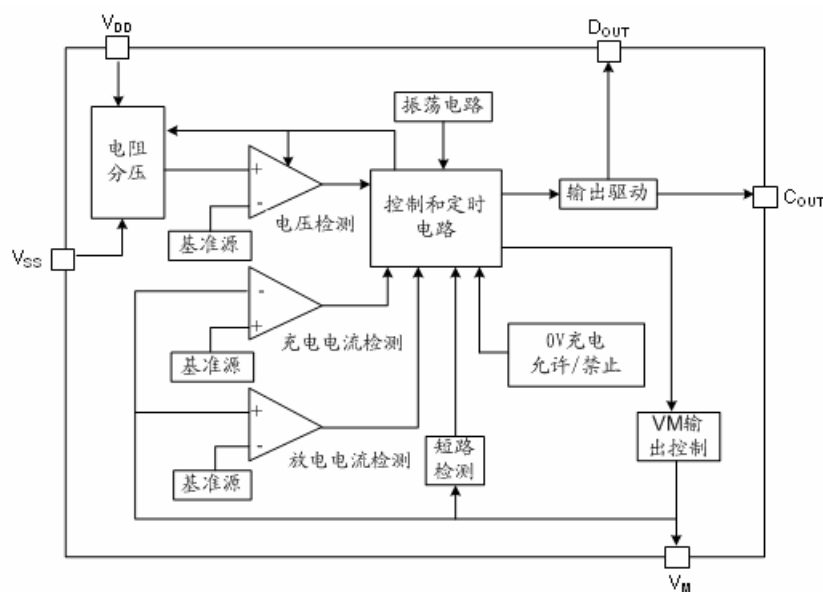 VDD
DOUT
振荡电路
电阻
分压
+
-
控制和定时
电路
输出驱动
COUT
电压检测
基准源
VSS
-
+
充电电流检测
0V充电
允许/禁止
基准源
+
-
VM输
出控制
短路
检测
放电电流检测
基准源
VM